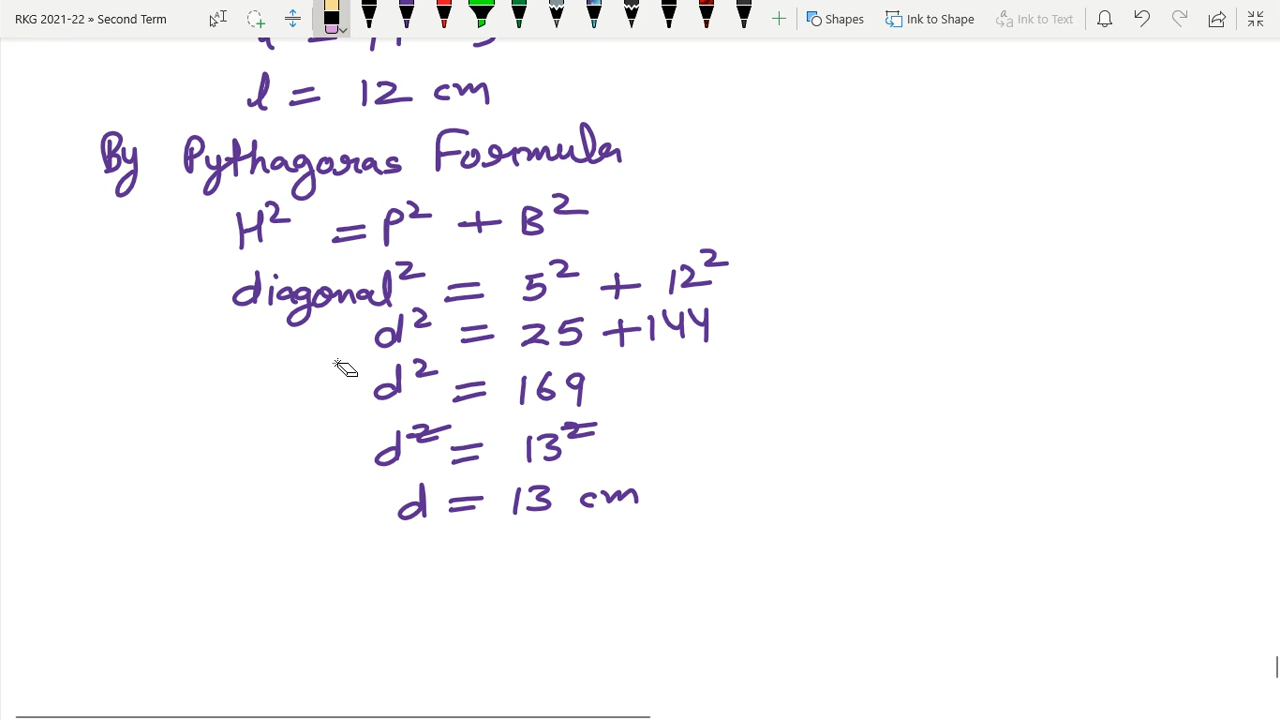 RKG 2021-22 » Second Term
Shapes
Ink to Shape
Ink to Text
l = 12 cm
By Pythagoras Formula
H² = P² + B²
diagonal² = 5² + 12²
d² = 25 + 144
d² = 169
d² = 13²
d = 13 cm